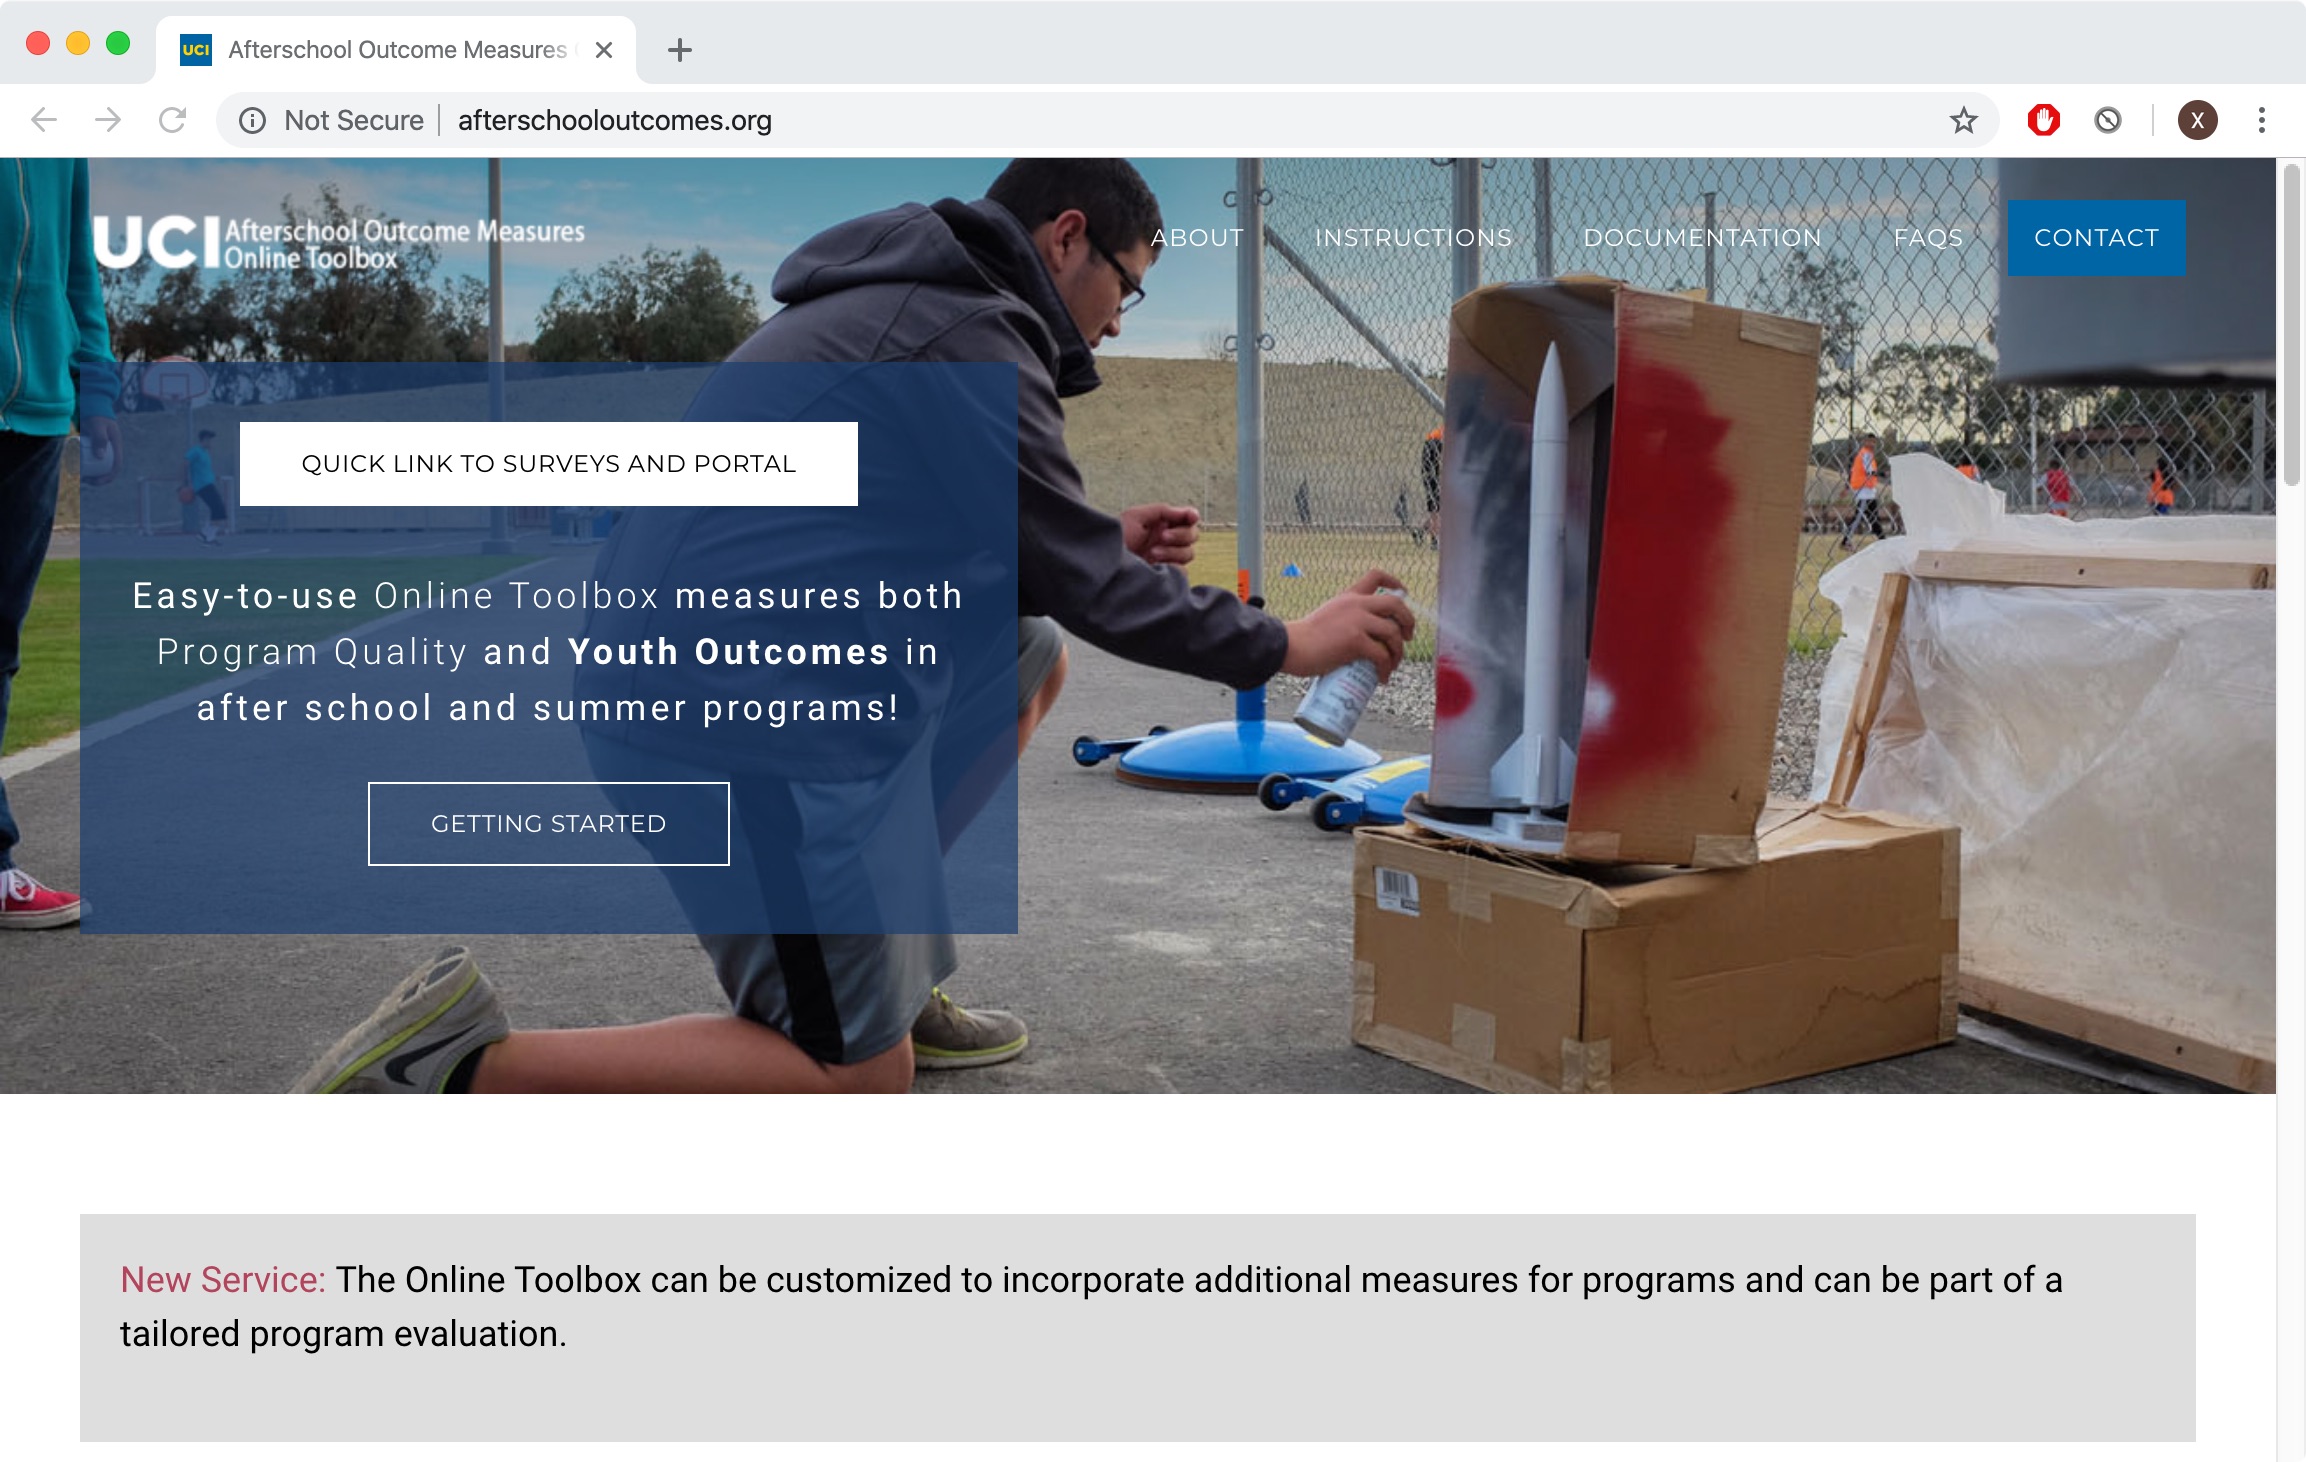 UCI
Afterschool Outcome Measures
Not Secure
afterschooloutcomes.org
X
UCI Afterschool Outcome Measures
Online Toolbox
ABOUT
INSTRUCTIONS
DOCUMENTATION
FAQS
CONTACT
QUICK LINK TO SURVEYS AND PORTAL
Easy-to-use Online Toolbox measures both
Program Quality and Youth Outcomes in
after school and summer programs!
GETTING STARTED
New Service: The Online Toolbox can be customized to incorporate additional measures for programs and can be part of a
tailored program evaluation.